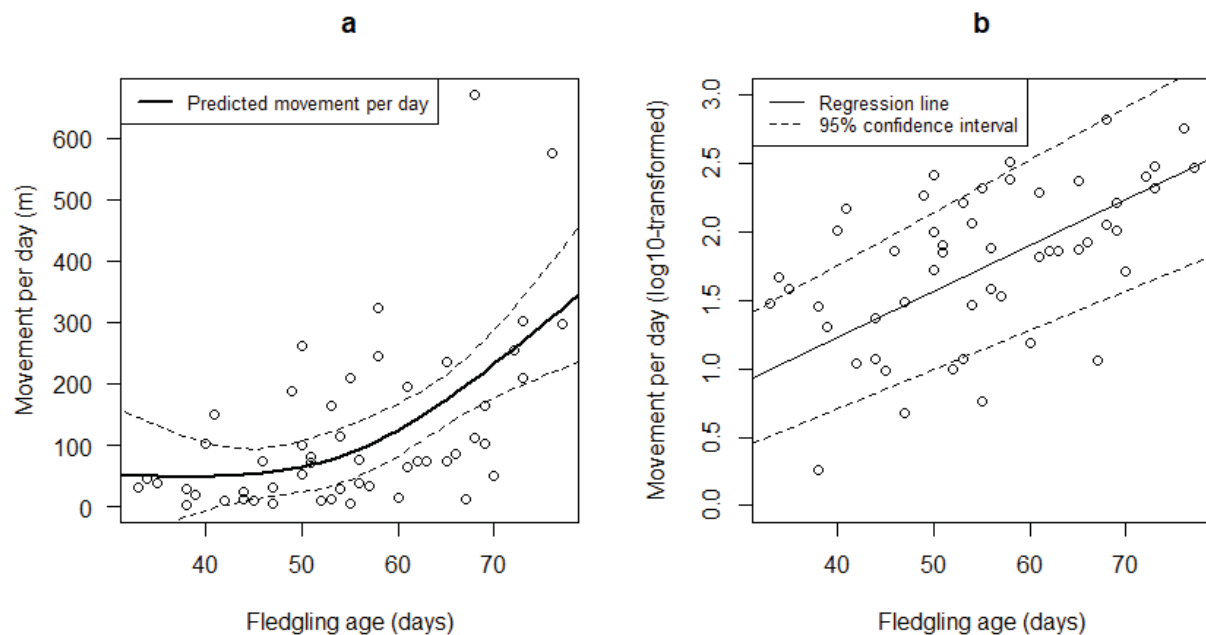 a
Predicted movement per day
Movement per day (m)
600
500
400
300
200
100
0
40 50 60 70
Fledgling age (days)
b
Regression line
95% confidence interval
Movement per day (log10-transformed)
3.0
2.5
2.0
1.5
1.0
0.5
0.0
40 50 60 70
Fledgling age (days)